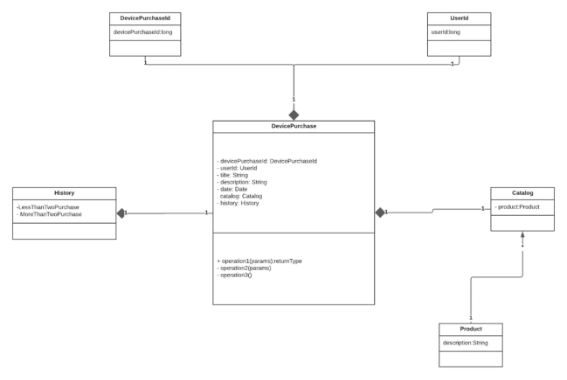 DevicePurchaseId
devicePurchaseId:long
UserId
userId:long
1
1
1
DevicePurchase
- devicePurchaseId: DevicePurchaseId
- userId: UserId
- title: String
- description: String
- date: Date
catalog: Catalog
- history: History
+ operation1(params):returnType
- operation2(params)
- operation3()
History
-LessThanTwoPurchase
- MoreThanTwoPurchase
1
1
1
1
Catalog
- product:Product
*
1
Product
description:String